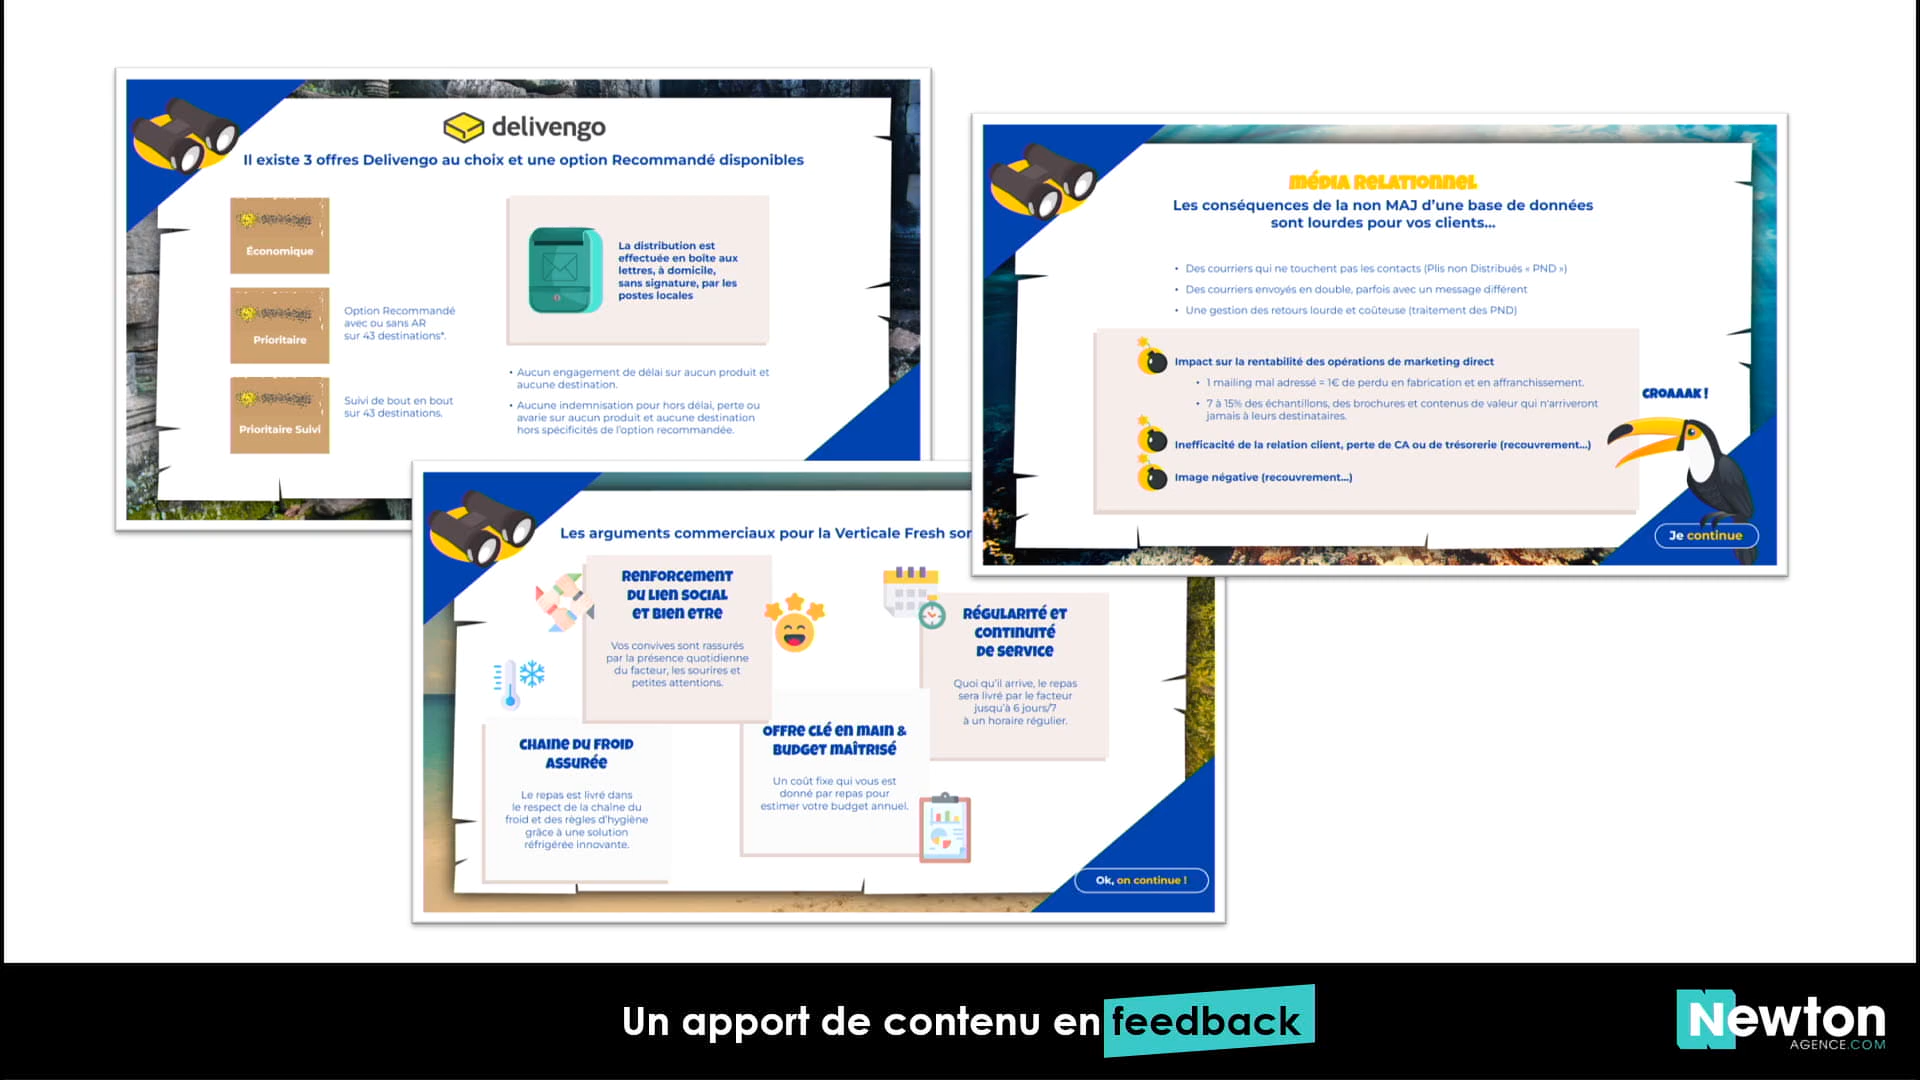 delivengo
Il existe 3 offres Delivengo au choix et une option Recommandé disponibles
Économique
Prioritaire
Option Recommandé
avec ou sans AR
sur 43 destinations*.
Prioritaire Suivi
Suivi de bout en bout
sur 43 destinations.
La distribution est
effectuée en boîte aux
lettres, à domicile,
sans signature, par les
postes locales
• Aucun engagement de délai sur aucun produit et
aucune destination.
• Aucune indemnisation pour hors délai, perte ou
avarie sur aucun produit et aucune destination
hors spécificités de l'option recommandée.
MÉDIA RELATIONNEL
Les conséquences de la non MAJ d'une base de données
sont lourdes pour vos clients...
• Des courriers qui ne touchent pas les contacts (Plis non Distribués « PND »)
• Des courriers envoyés en double, parfois avec un message différent
• Une gestion des retours lourde et coûteuse (traitement des PND)
Impact sur la rentabilité des opérations de marketing direct
• 1 mailing mal adressé = 1€ de perdu en fabrication et en affranchissement.
• 7 à 15% des échantillons, des brochures et contenus de valeur qui n'arriveront
jamais à leurs destinataires.
Inefficacité de la relation client, perte de CA ou de trésorerie (recouvrement...)
Image négative (recouvrement...)
CROAAAK !
Je continue
Les arguments commerciaux pour la Verticale Fresh
RENFORCEMENT
DU LIEN SOCIAL
ET BIEN ETRE
Vos convives sont rassurés
par la présence quotidienne
du facteur, les sourires et
petites attentions.
RÉGULARITÉ ET
CONTINUITÉ
DE SERVICE
Quoi qu'il arrive, le repas
sera livré par le facteur
jusqu'à 6 jours/7
à un horaire régulier.
CHAINE DU FROID
ASSURÉE
Le repas est livré dans
le respect de la chaîne du
froid et des règles d'hygiène
grâce à une solution
réfrigérée innovante.
OFFRE CLÉ EN MAIN &
BUDGET MAÎTRISÉ
Un coût fixe qui vous est
donné par repas pour
estimer votre budget annuel.
Ok, on continue !
Un apport de contenu en feedback
Newton
AGENCE.COM